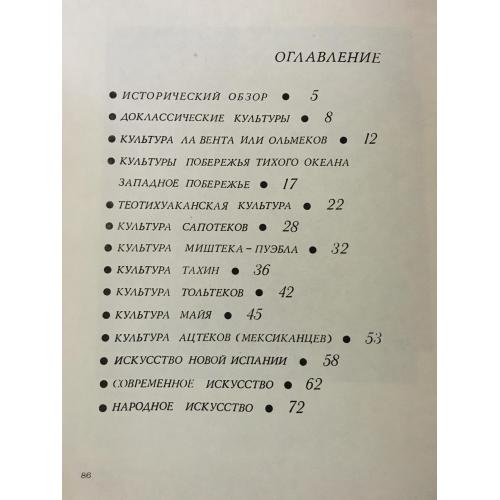 ОГЛАВЛЕНИЕ
● ИСТОРИЧЕСКИЙ ОБЗОР ● 5
● ДОКЛАССИЧЕСКИЕ КУЛЬТУРЫ ● 8
● КУЛЬТУРА ЛА ВЕНТА ИЛИ ОЛЬМЕКОВ ● 12
● КУЛЬТУРЫ ПОБЕРЕЖЬЯ ТИХОГО ОКЕАНА
ЗАПАДНОЕ ПОБЕРЕЖЬЕ ● 17
● ТЕОТИХУАКАНСКАЯ КУЛЬТУРА ● 22
● КУЛЬТУРА САПОТЕКОВ ● 28
● КУЛЬТУРА МИШТЕКА-ПУЭБЛА ● 32
● КУЛЬТУРА ТАХИН ● 36
● КУЛЬТУРА ТОЛЬТЕКОВ ● 42
● КУЛЬТУРА МАЙЯ ● 45
● КУЛЬТУРА АЦТЕКОВ (МЕКСИКАНЦЕВ) ● 53
● ИСКУССТВО НОВОЙ ИСПАНИИ ● 58
● СОВРЕМЕННОЕ ИСКУССТВО ● 62
● НАРОДНОЕ ИСКУССТВО ● 72
86